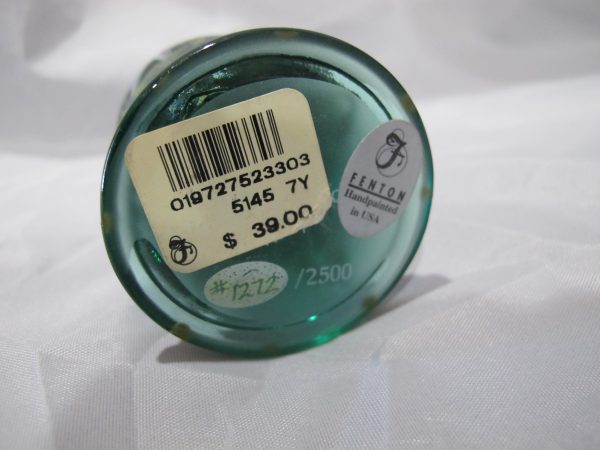 019727523303
5145 7Y
$ 39.00
F
FENTON
Handpainted
in USA
#1272 /2500